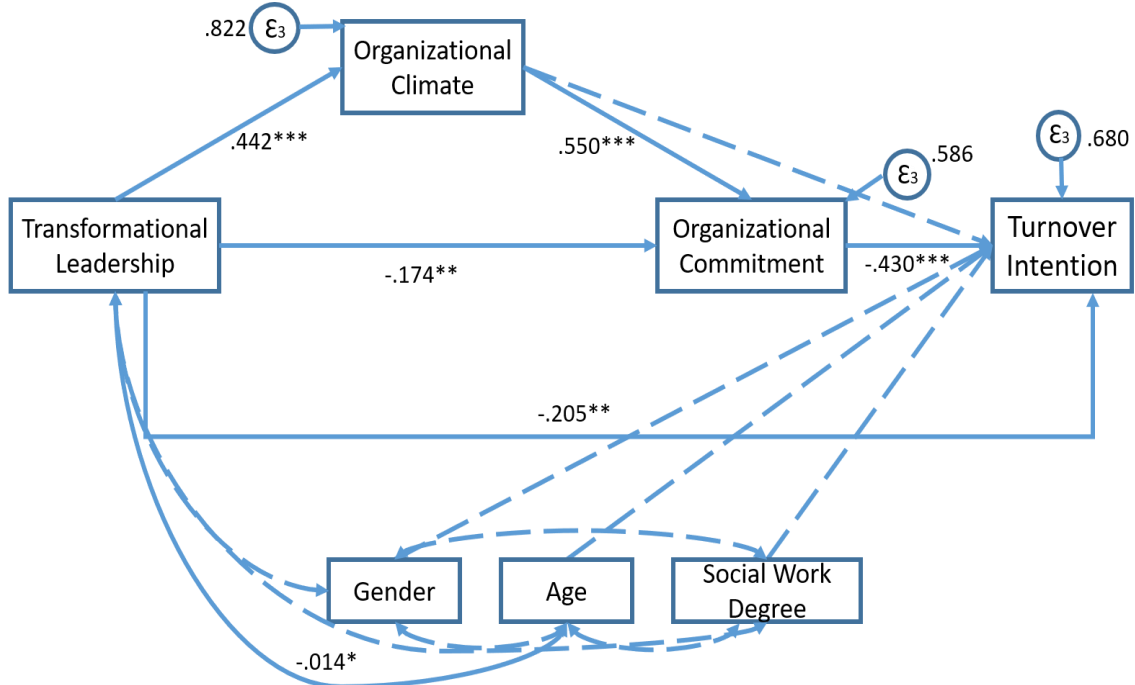 .822
ε3
Organizational
Climate
.442***
.550***
ε3
.680
ε3
.586
Transformational
Leadership
Organizational
Commitment
Turnover
Intention
-.174**
-.430***
-.205**
Gender
Age
Social Work
Degree
-.014*